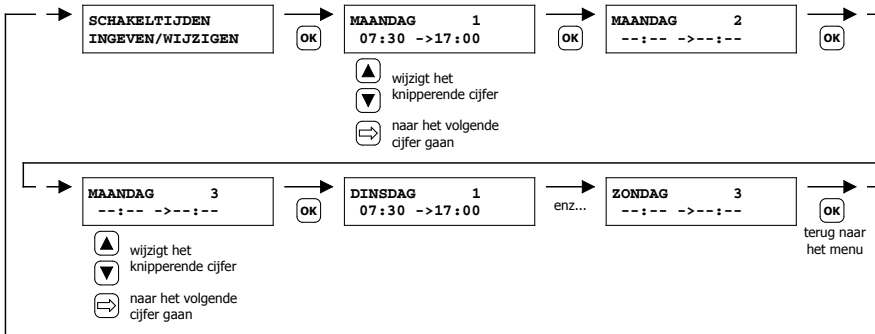 SCHAKELTIJDEN
INGEVEN/WIJZIGEN
OK
MAANDAG 1
07:30 ->17:00
OK
MAANDAG 2
--:-- ->--:--
OK
wijzigt het
knipperende cijfer
naar het volgende
cijfer gaan
MAANDAG 3
--:-- ->--:--
OK
DINSDAG 1
07:30 ->17:00
enz...
ZONDAG 3
--:-- ->--:--
OK
terug naar
het menu
wijzigt het
knipperende cijfer
naar het volgende
cijfer gaan